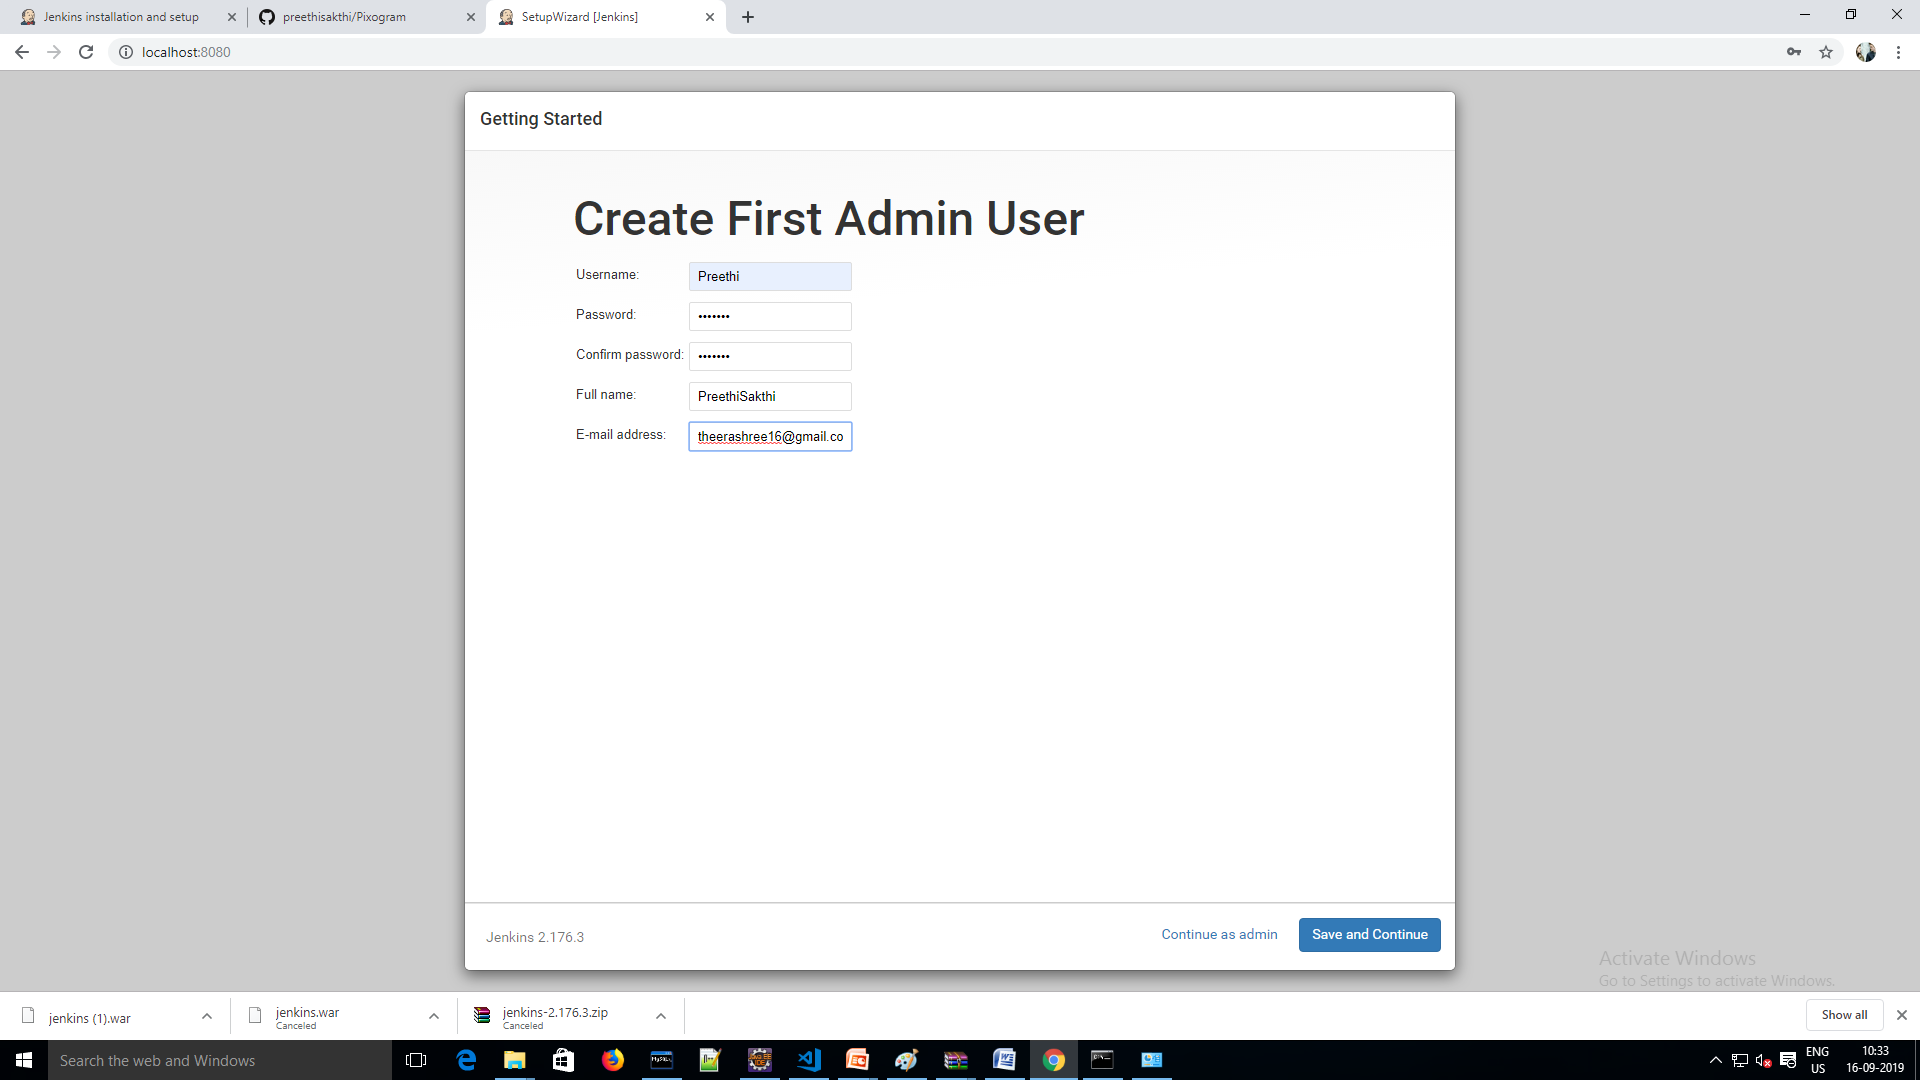 Jenkins installation and setup
preethisakthi/Pixogram
SetupWizard [Jenkins]
localhost:8080
Getting Started
Create First Admin User
Username: Preethi
Password: •••••••
Confirm password: •••••••
Full name: PreethiSakthi
E-mail address: theerashree16@gmail.co
Jenkins 2.176.3
Continue as admin
Save and Continue
Activate Windows
Go to Settings to activate Windows.
jenkins (1).war
jenkins.war
Canceled
jenkins-2.176.3.zip
Canceled
Show all
Search the web and Windows
ENG
US
10:33
16-09-2019